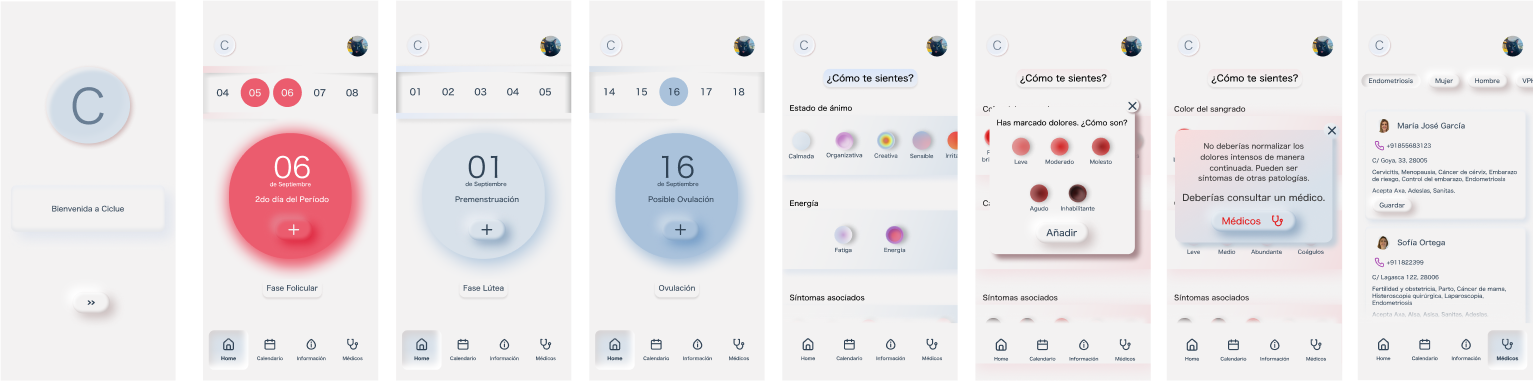 C
Bienvenida a Ciclue
»
C
04 05 06 07 08
06
de Septiembre
2do día del Período
+
Fase Folicular
Home Calendario Información Médicos
C
01 02 03 04 05
01
de Septiembre
Premenstruación
+
Fase Lútea
Home Calendario Información Médicos
C
14 15 16 17 18
16
de Septiembre
Posible Ovulación
+
Ovulación
Home Calendario Información Médicos
C
¿Cómo te sientes?
Estado de ánimo
Calmada Organizativa Creativa Sensible Irrita
Energía
Fatiga Energía
Síntomas asociados
Home Calendario Información Médicos
C
¿Cómo te sientes?
Has marcado dolores. ¿Cómo son?
Leve Moderado Molesto
Agudo Inhabilitante
Añadir
Síntomas asociados
Home Calendario Información Médicos
C
¿Cómo te sientes?
Color del sangrado
No deberías normalizar los
dolores intensos de manera
continuada. Pueden ser
síntomas de otras patologías.
Deberías consultar un médico.
Médicos
Leve Medio Abundante Coágulos
Síntomas asociados
Home Calendario Información Médicos
C
Endometriosis Mujer Hombre VPH
María José García
+91855683123
C/ Goya, 33, 28005
Cervicitis, Menopausia, Cáncer de cérvix, Embarazo
de riesgo, Control del embarazo, Endometriosis
Acepta Axa, Adeslas, Sanitas.
Guardar
Sofía Ortega
+911822399
C/ Lagasca 122, 28006
Fertilidad y obstetricia, Parto, Cáncer de mama,
Histeroscopia quirúrgica, Laparoscopia,
Endometriosis
Home Calendario Información Médicos